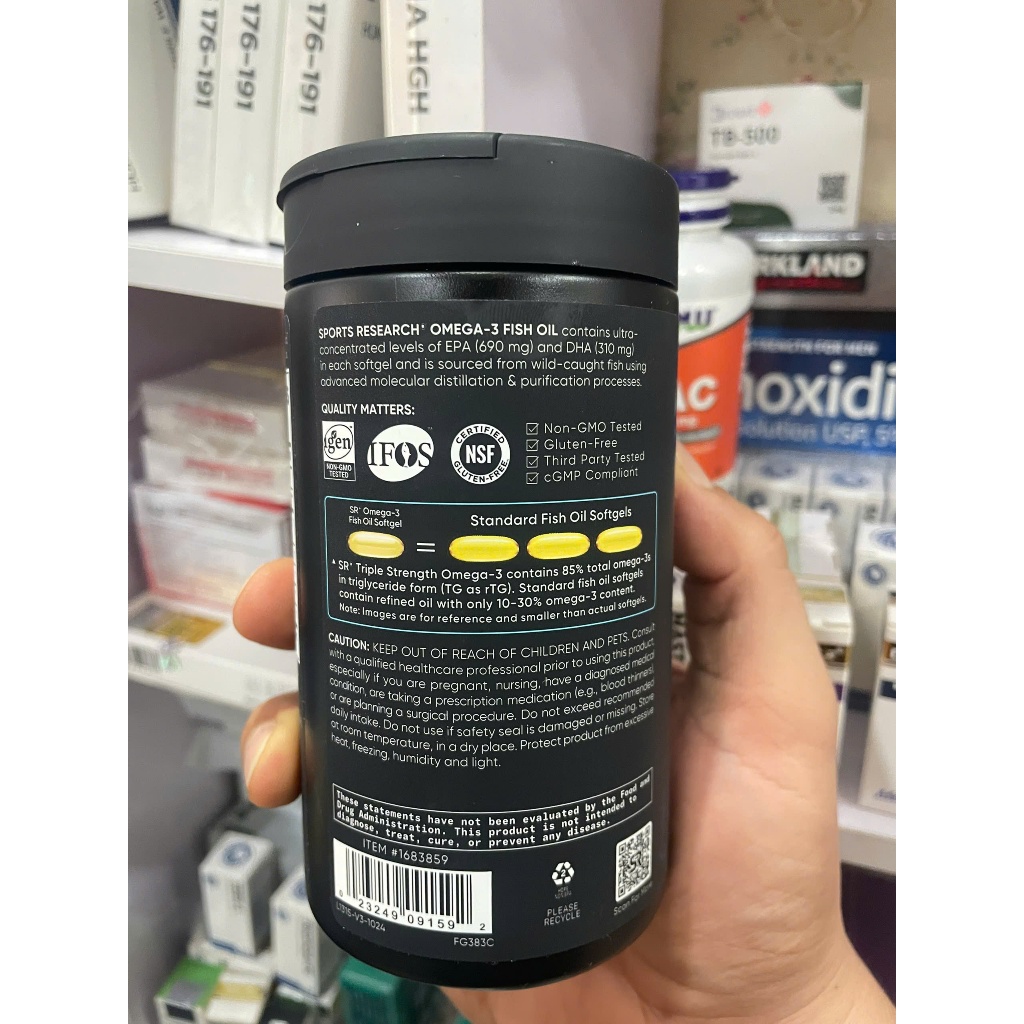 176-191
176-191
176-191
A HGH
TB-500
RKLAND
AC
oxidi
SPORTS RESEARCH® OMEGA-3 FISH OIL contains ultra-
concentrated levels of EPA (690 mg) and DHA (310 mg)
in each softgel and is sourced from wild-caught fish using
advanced molecular distillation & purification processes.
QUALITY MATTERS:
igen
NON-GMO
TESTED
IFOS™
CERTIFIED
NSF
GLUTEN-FREE
☑ Non-GMO Tested
☑ Gluten-Free
☑ Third Party Tested
☑ cGMP Compliant
SR® Omega-3
Fish Oil Softgel
=
Standard Fish Oil Softgels
▲ SR® Triple Strength Omega-3 contains 85% total omega-3s
in triglyceride form (TG as rTG). Standard fish oil softgels
contain refined oil with only 10-30% omega-3 content.
Note: Images are for reference and smaller than actual softgels.
CAUTION: KEEP OUT OF REACH OF CHILDREN AND PETS. Consult
with a qualified healthcare professional prior to using this product,
especially if you are pregnant, nursing, have a diagnosed medical
condition, are taking a prescription medication (e.g., blood thinners),
or are planning a surgical procedure. Do not exceed recommended
daily intake. Do not use if safety seal is damaged or missing. Store
at room temperature, in a dry place. Protect product from excessive
heat, freezing, humidity and light.
These statements have not been evaluated by the Food and
Drug Administration. This product is not intended to
diagnose, treat, cure, or prevent any disease.
ITEM #1683859
0 23249 09159 2
L1315-V3-1024
FG383C
2
PLEASE
RECYCLE
Scan For More